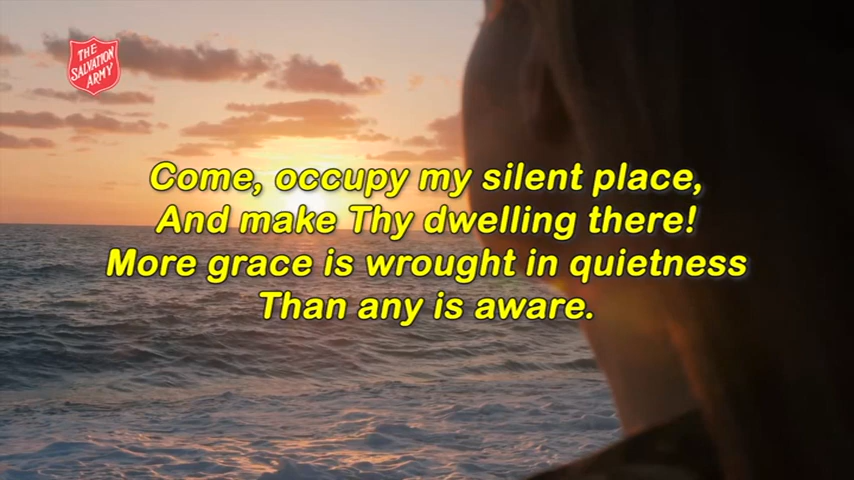 THE
SALVATION
ARMY
Come, occupy my silent place,
And make Thy dwelling there!
More grace is wrought in quietness
Than any is aware.